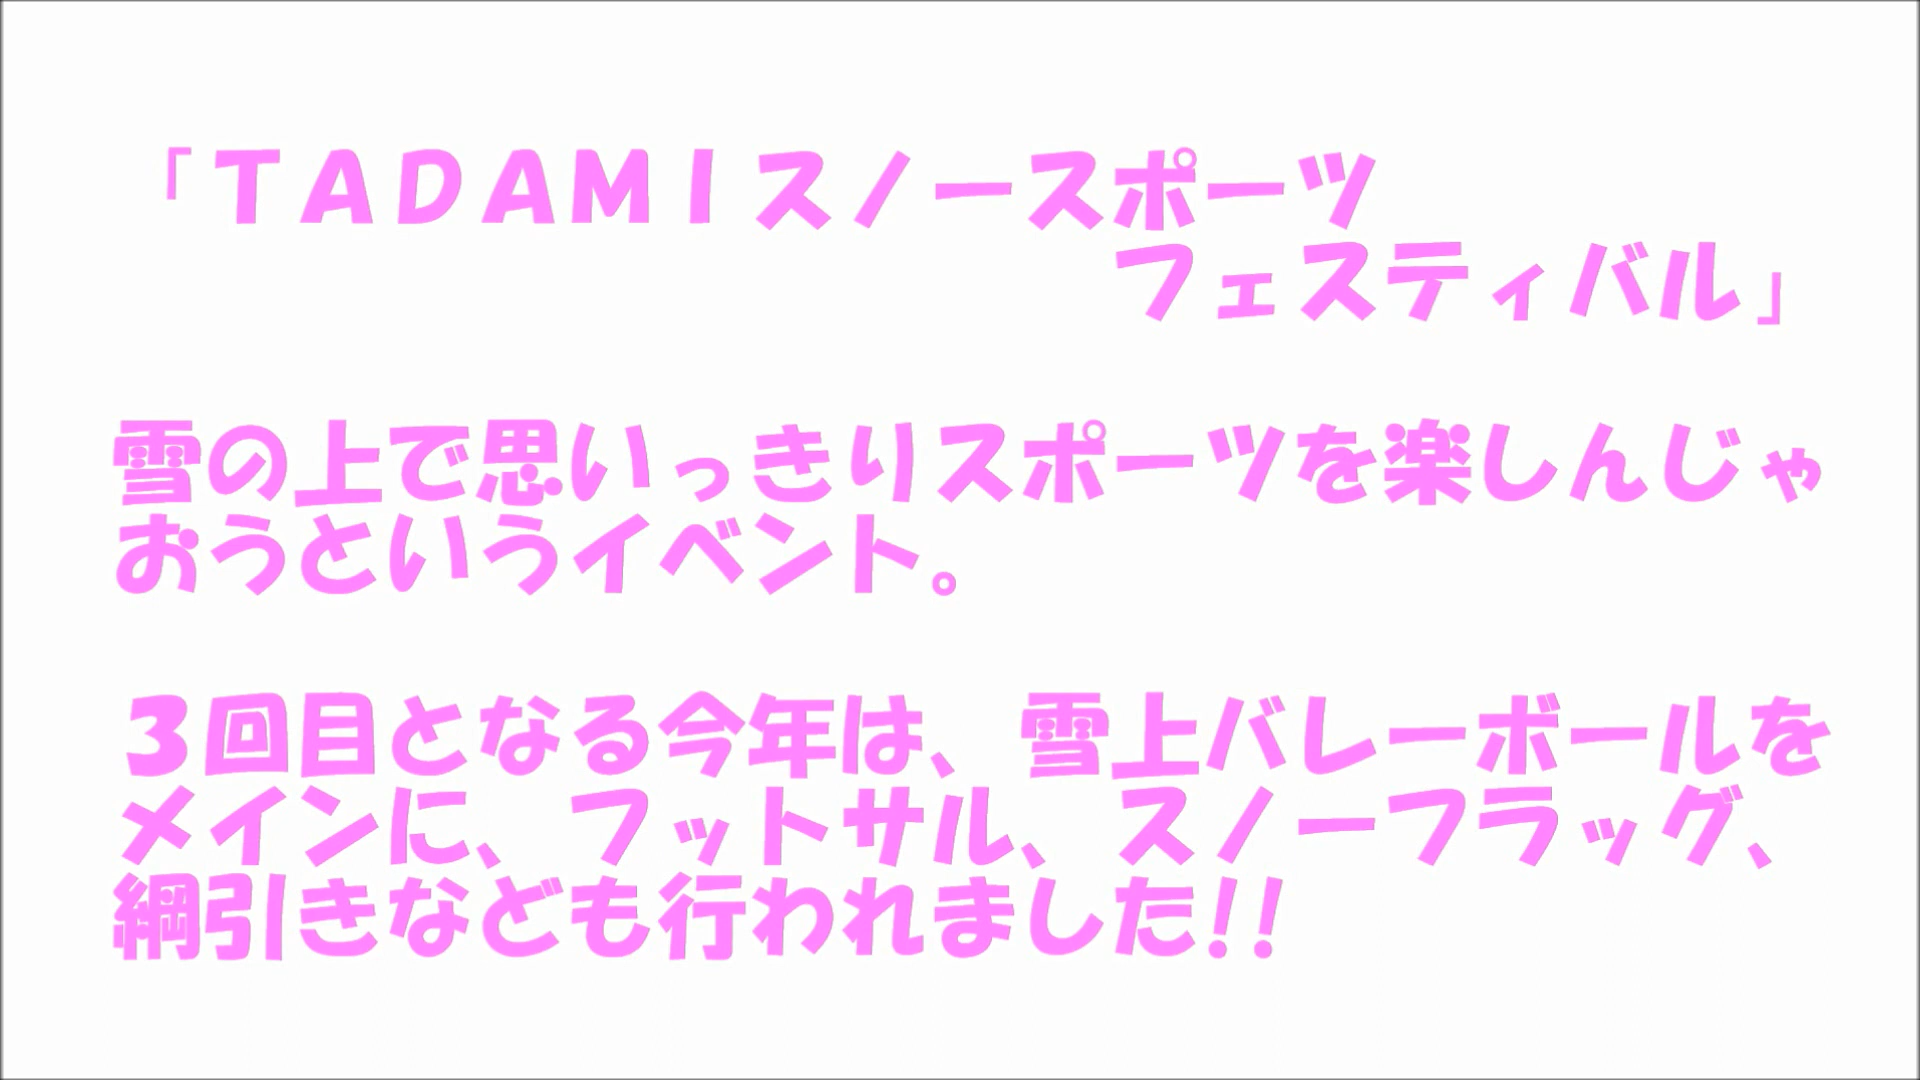 「ＴＡＤＡＭＩスノースポーツ
フェスティバル」
雪の上で思いっきりスポーツを楽しんじゃ
おうというイベント。
３回目となる今年は、雪上バレーボールを
メインに、フットサル、スノーフラッグ、
綱引きなども行われました!!